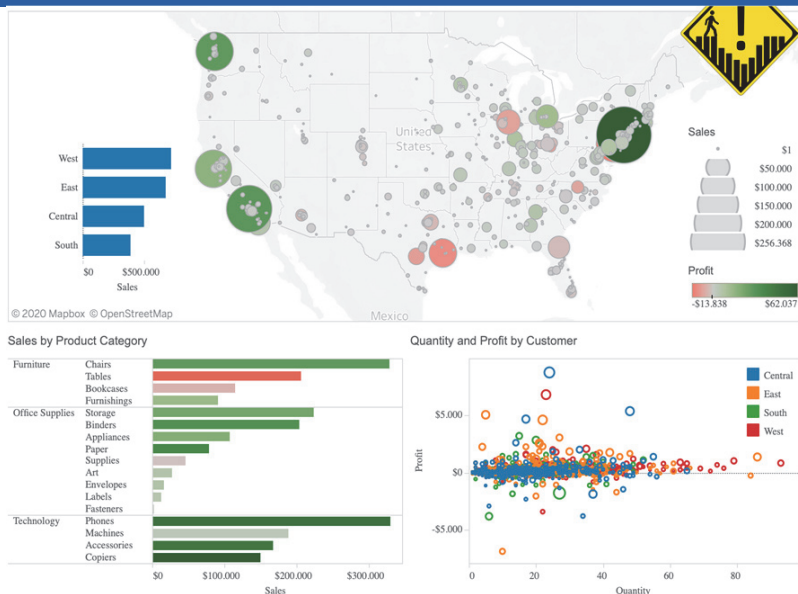 United
States
Mexico
West
East
Central
South
$0 $500.000
Sales
© 2020 Mapbox © OpenStreetMap
!
Sales
$1
$50.000
$100.000
$150.000
$200.000
$256.368
Profit
-$13.838 $62.037
Sales by Product Category
Furniture Chairs
Tables
Bookcases
Furnishings
Office Supplies Storage
Binders
Appliances
Paper
Supplies
Art
Envelopes
Labels
Fasteners
Technology Phones
Machines
Accessories
Copiers
$0 $100.000 $200.000 $300.000
Sales
Quantity and Profit by Customer
Central
East
South
West
Profit
$5.000
$0
-$5.000
0 20 40 60 80
Quantity